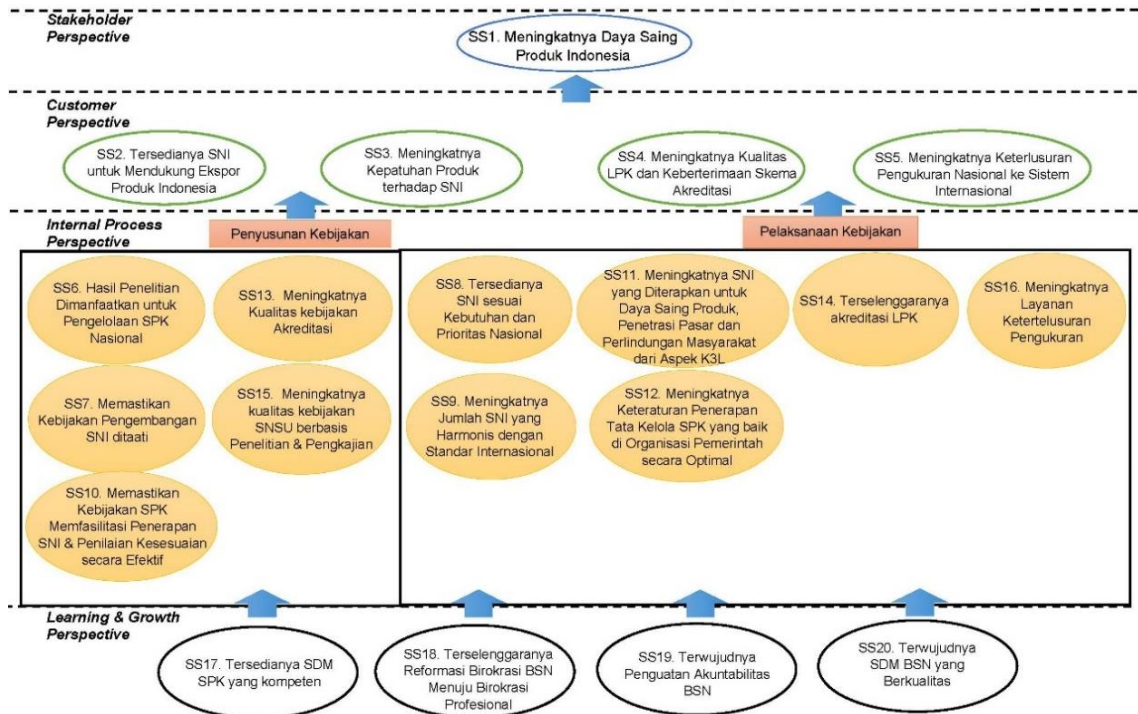 Stakeholder
Perspective
SS1. Meningkatnya Daya Saing
Produk Indonesia
Customer
Perspective
SS2. Tersedianya SNI
untuk Mendukung Ekspor
Produk Indonesia
SS3. Meningkatnya
Kepatuhan Produk
terhadap SNI
SS4. Meningkatnya Kualitas
LPK dan Keberterimaan Skema
Akreditasi
SS5. Meningkatnya Keterlusuran
Pengukuran Nasional ke Sistem
Internasional
Internal Process
Perspective
Penyusunan Kebijakan
Pelaksanaan Kebijakan
SS6. Hasil Penelitian
Dimanfaatkan untuk
Pengelolaan SPK
Nasional
SS13. Meningkatnya
Kualitas kebijakan
Akreditasi
SS7. Memastikan
Kebijakan Pengembangan
SNI ditaati
SS15. Meningkatnya
kualitas kebijakan
SNSU berbasis
Penelitian & Pengkajian
SS10. Memastikan
Kebijakan SPK
Memfasilitasi Penerapan
SNI & Penilaian Kesesuaian
secara Efektif
SS8. Tersedianya
SNI sesuai
Kebutuhan dan
Prioritas Nasional
SS11. Meningkatnya SNI
yang Diterapkan untuk
Daya Saing Produk,
Penetrasi Pasar dan
Perlindungan Masyarakat
dari Aspek K3L
SS14. Terselenggaranya
akreditasi LPK
SS16. Meningkatnya
Layanan
Ketertelusuran
Pengukuran
SS9. Meningkatnya
Jumlah SNI yang
Harmonis dengan
Standar Internasional
SS12. Meningkatnya
Keteraturan Penerapan
Tata Kelola SPK yang baik
di Organisasi Pemerintah
secara Optimal
Learning & Growth
Perspective
SS17. Tersedianya SDM
SPK yang kompeten
SS18. Terselenggaranya
Reformasi Birokrasi BSN
Menuju Birokrasi
Profesional
SS19. Terwujudnya
Penguatan Akuntabilitas
BSN
SS20. Terwujudnya
SDM BSN yang
Berkualitas